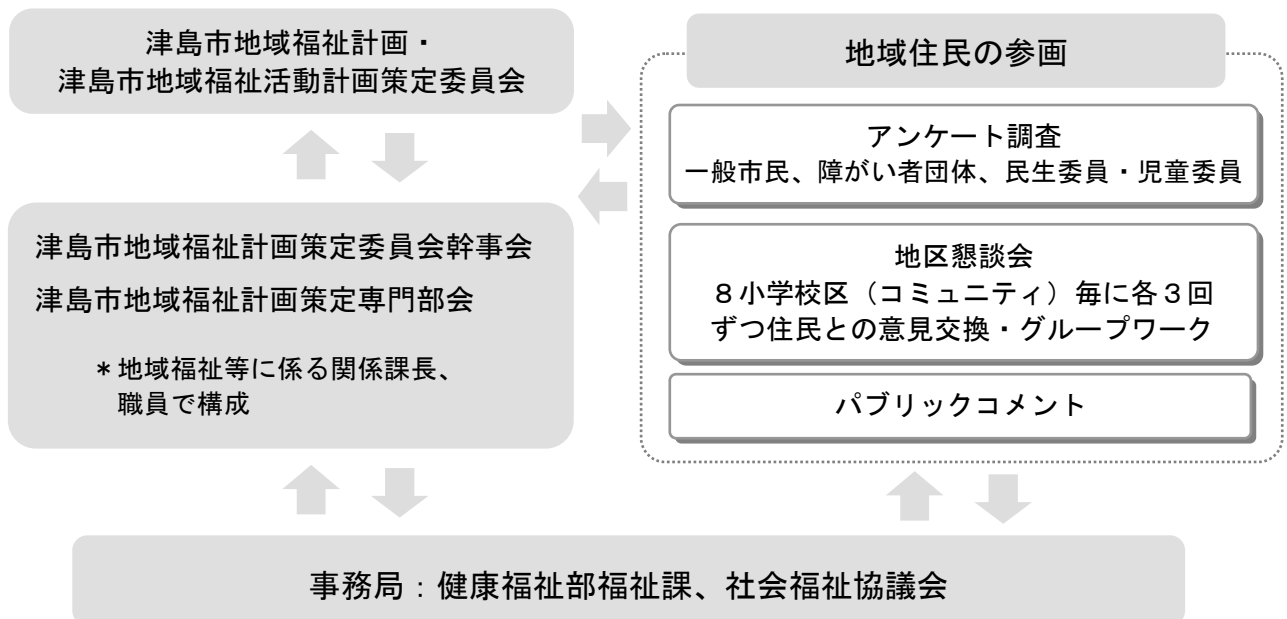 津島市地域福祉計画・
津島市地域福祉活動計画策定委員会
津島市地域福祉計画策定委員会幹事会
津島市地域福祉計画策定専門部会
＊地域福祉等に係る関係課長、
職員で構成
地域住民の参画
アンケート調査
一般市民、障がい者団体、民生委員・児童委員
地区懇談会
８小学校区（コミュニティ）毎に各３回
ずつ住民との意見交換・グループワーク
パブリックコメント
事務局：健康福祉部福祉課、社会福祉協議会